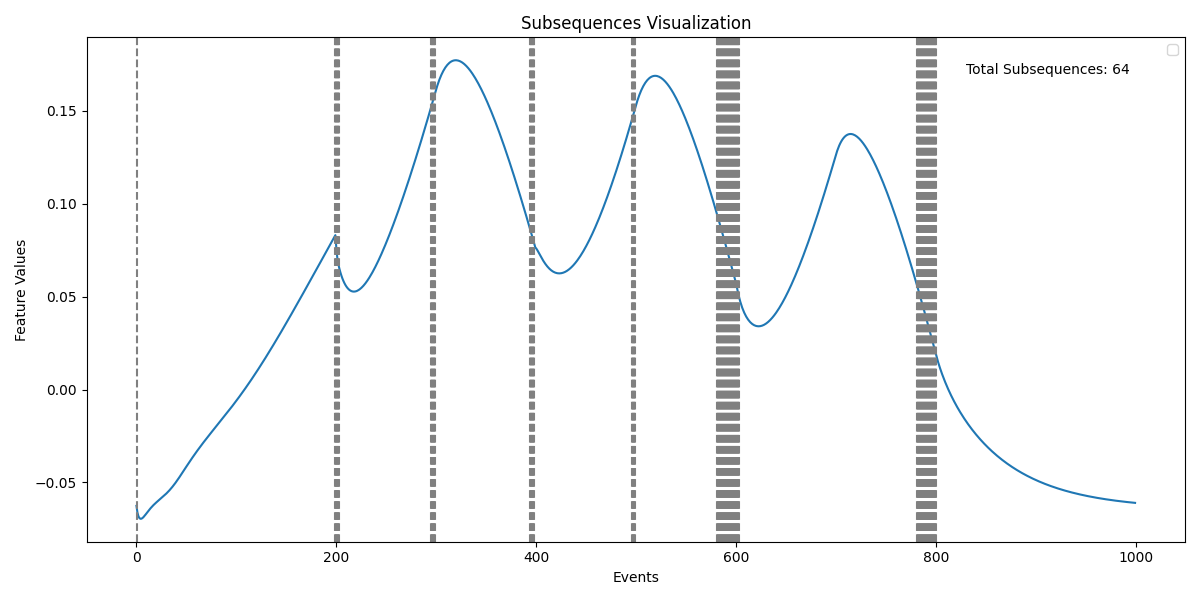 Subsequences Visualization
Total Subsequences: 64
Feature Values
0.15
0.10
0.05
0.00
−0.05
0
200
400
600
800
1000
Events